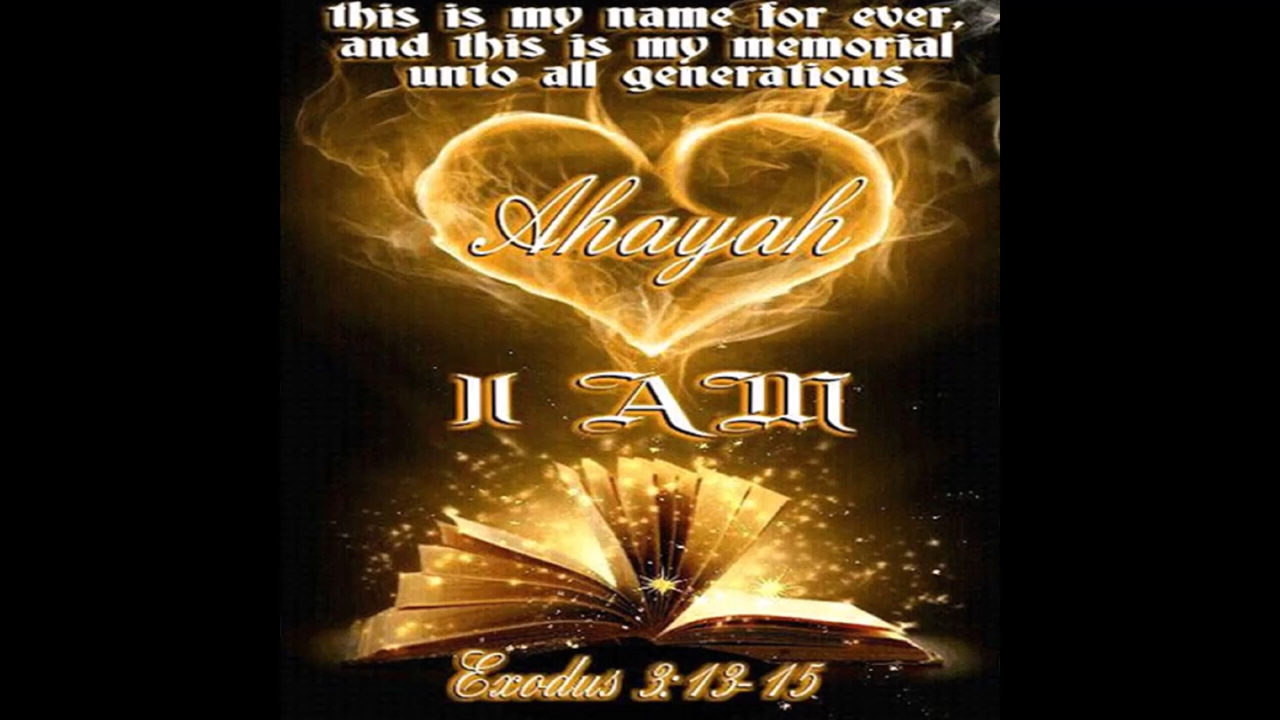 this is my name for ever,
and this is my memorial
unto all generations
Ahayah
I AM
Exodus 3:13-15